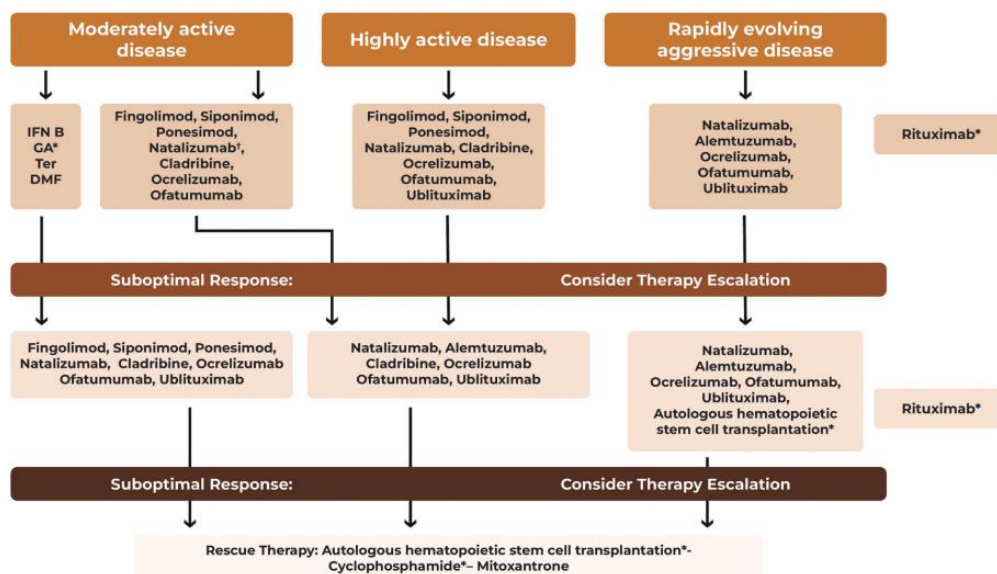 Moderately active
disease
Highly active disease
Rapidly evolving
aggressive disease
IFN B
GA*
Ter
DMF
Fingolimod, Siponimod,
Ponesimod,
Natalizumab†,
Cladribine,
Ocrelizumab,
Ofatumumab
Fingolimod, Siponimod,
Ponesimod,
Natalizumab, Cladribine,
Ocrelizumab,
Ofatumumab,
Ublituximab
Natalizumab,
Alemtuzumab,
Ocrelizumab,
Ofatumumab,
Ublituximab
Rituximab*
Suboptimal Response: Consider Therapy Escalation
Fingolimod, Siponimod, Ponesimod,
Natalizumab, Cladribine, Ocrelizumab
Ofatumumab, Ublituximab
Natalizumab, Alemtuzumab,
Cladribine, Ocrelizumab
Ofatumumab, Ublituximab
Natalizumab,
Alemtuzumab,
Ocrelizumab, Ofatumumab,
Ublituximab,
Autologous hematopoietic
stem cell transplantation*
Rituximab*
Suboptimal Response: Consider Therapy Escalation
Rescue Therapy: Autologous hematopoietic stem cell transplantation*-
Cyclophosphamide*– Mitoxantrone